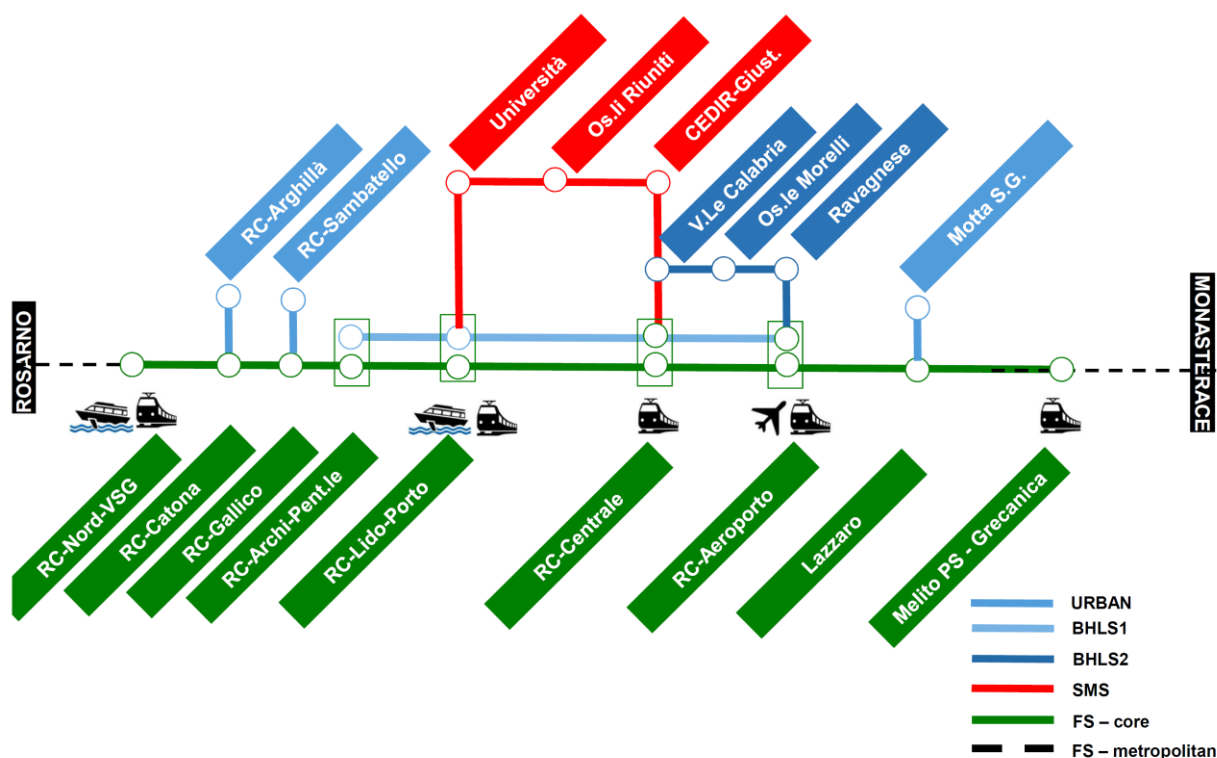 Università
Os.li Riuniti
CEDIR-Giust.
RC-Arghillà
RC-Sambatello
V.Le Calabria
Os.le Morelli
Ravagnese
Motta S.G.
ROSARNO
MONASTERACE
RC-Nord-VSG
RC-Catona
RC-Gallico
RC-Archi-Pent.le
RC-Lido-Porto
RC-Centrale
RC-Aeroporto
Lazzaro
Melito PS - Grecanica
URBAN
BHLS1
BHLS2
SMS
FS – core
FS – metropolitan